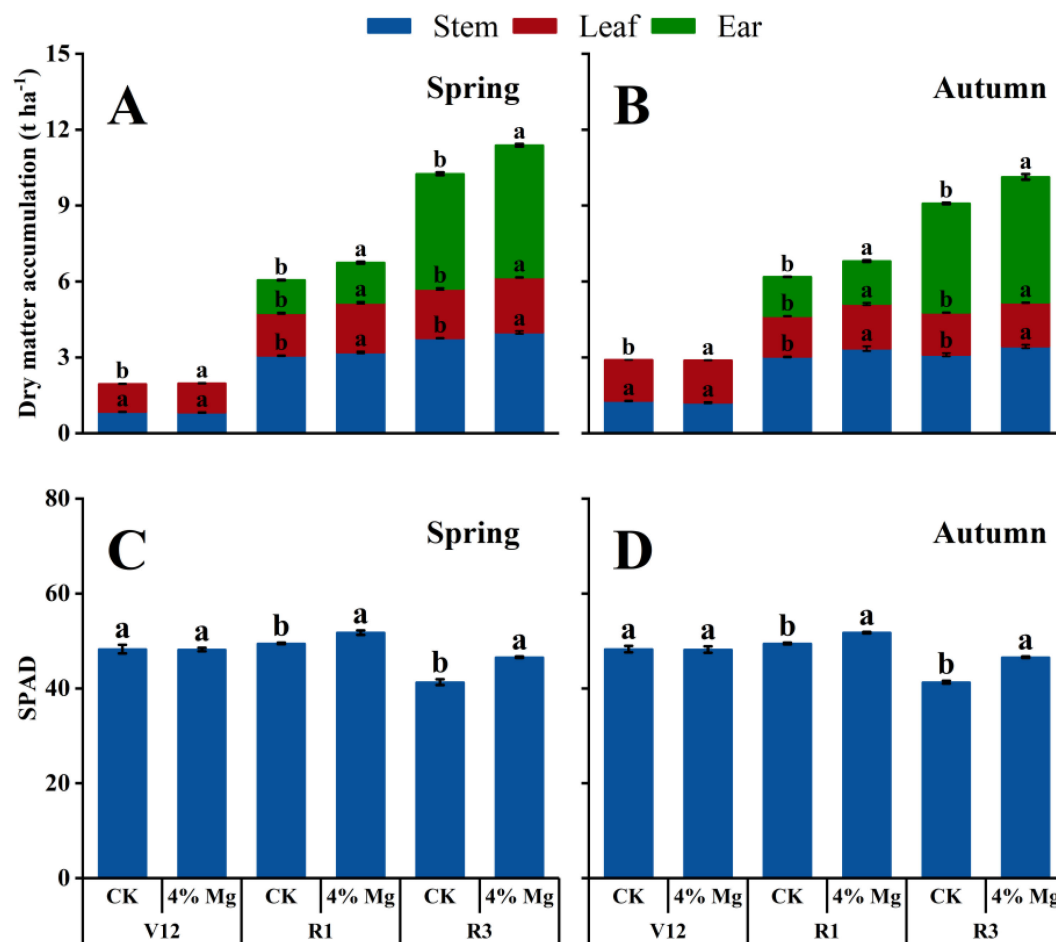 Stem Leaf Ear
Dry matter accumulation (t ha⁻¹)
15
12
9
6
3
0
A
Spring
b
a
a
a
b
b
b
a
a
a
b
b
b
a
a
a
B
Autumn
b
a
a
a
b
b
b
a
a
a
b
b
b
a
a
a
SPAD
80
60
40
20
0
C
Spring
a a b a b a
D
Autumn
a a b a b a
CK 4% Mg CK 4% Mg CK 4% Mg
V12 R1 R3
CK 4% Mg CK 4% Mg CK 4% Mg
V12 R1 R3